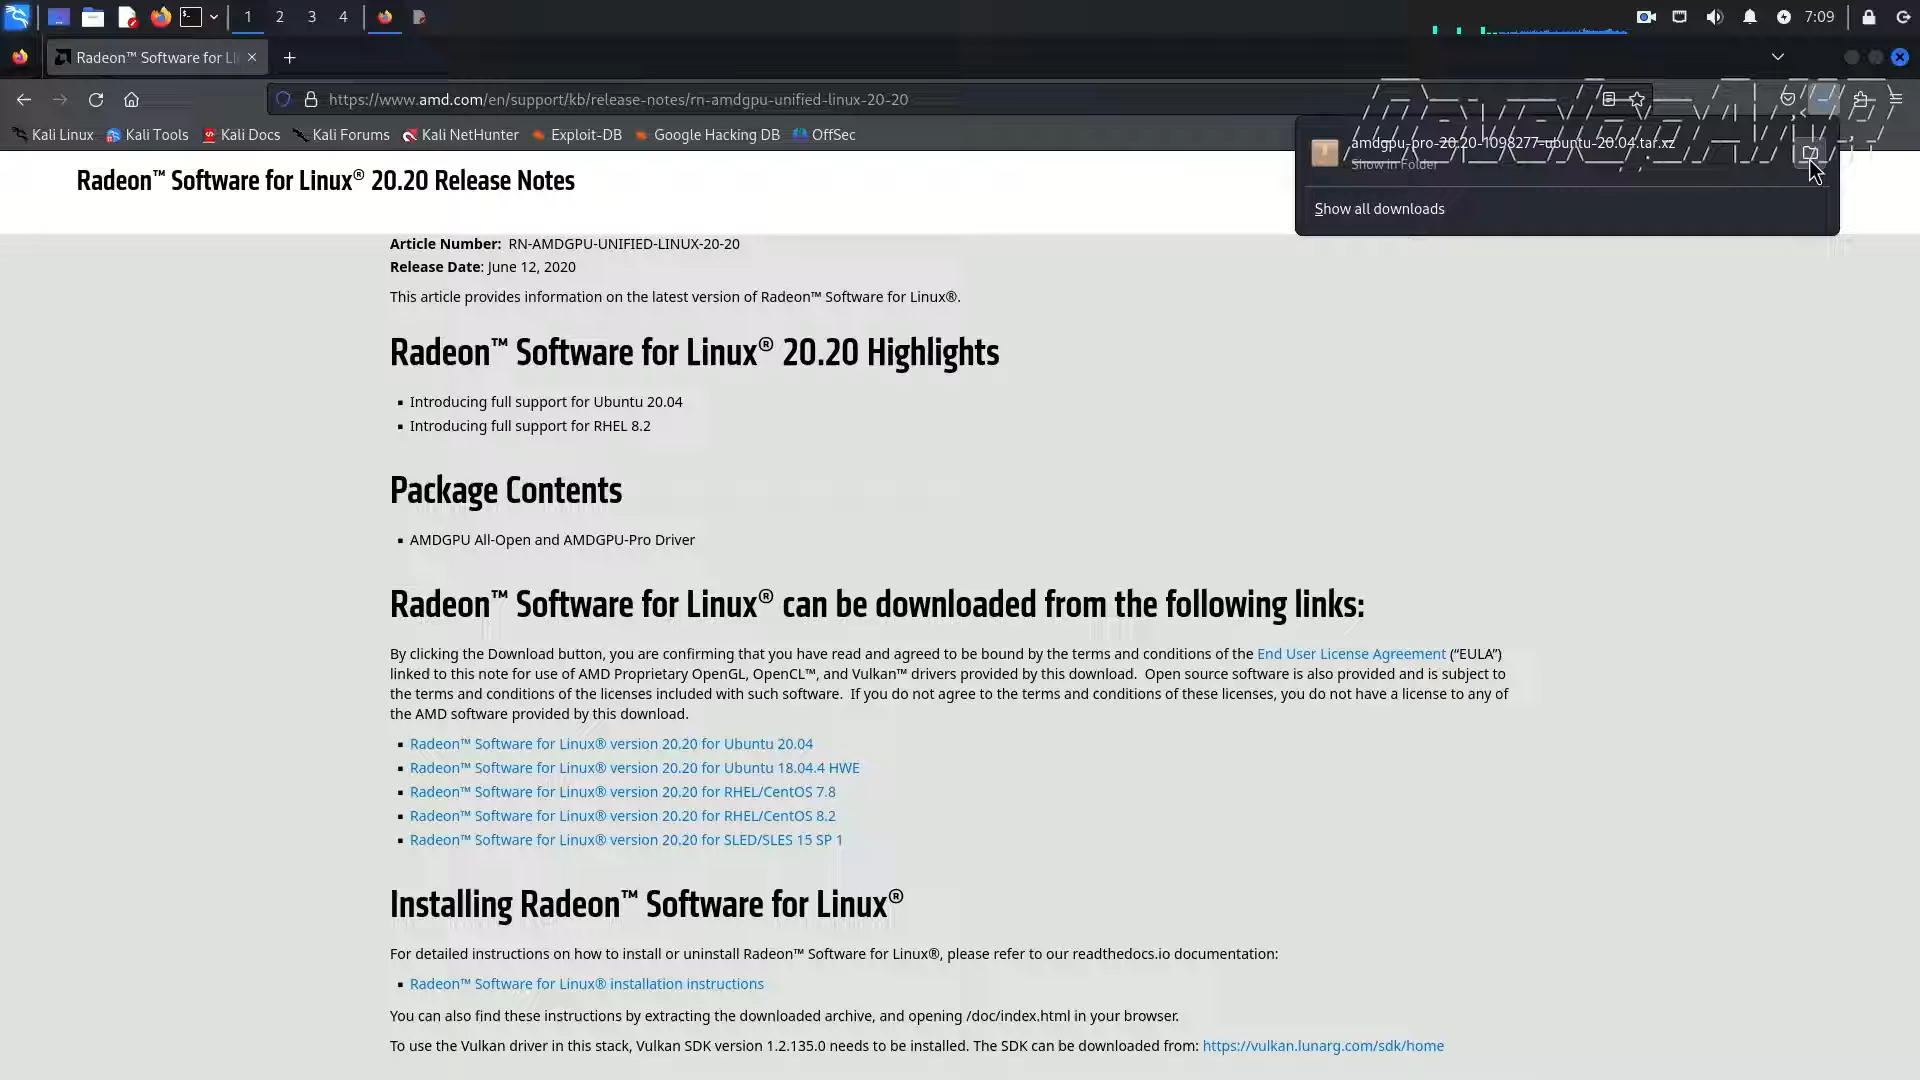 1 2 3 4
7:09
Radeon™ Software for Li
https://www.amd.com/en/support/kb/release-notes/rn-amdgpu-unified-linux-20-20
Kali Linux Kali Tools Kali Docs Kali Forums Kali NetHunter Exploit-DB Google Hacking DB OffSec
amdgpu-pro-20.20-1098277-ubuntu-20.04.tar.xz
Show in Folder
Show all downloads
Radeon™ Software for Linux® 20.20 Release Notes
Article Number: RN-AMDGPU-UNIFIED-LINUX-20-20
Release Date: June 12, 2020
This article provides information on the latest version of Radeon™ Software for Linux®.
Radeon™ Software for Linux® 20.20 Highlights
▪ Introducing full support for Ubuntu 20.04
▪ Introducing full support for RHEL 8.2
Package Contents
▪ AMDGPU All-Open and AMDGPU-Pro Driver
Radeon™ Software for Linux® can be downloaded from the following links:
By clicking the Download button, you are confirming that you have read and agreed to be bound by the terms and conditions of the End User License Agreement (“EULA”)
linked to this note for use of AMD Proprietary OpenGL, OpenCL™, and Vulkan™ drivers provided by this download. Open source software is also provided and is subject to
the terms and conditions of the licenses included with such software. If you do not agree to the terms and conditions of these licenses, you do not have a license to any of
the AMD software provided by this download.
▪ Radeon™ Software for Linux® version 20.20 for Ubuntu 20.04
▪ Radeon™ Software for Linux® version 20.20 for Ubuntu 18.04.4 HWE
▪ Radeon™ Software for Linux® version 20.20 for RHEL/CentOS 7.8
▪ Radeon™ Software for Linux® version 20.20 for RHEL/CentOS 8.2
▪ Radeon™ Software for Linux® version 20.20 for SLED/SLES 15 SP 1
Installing Radeon™ Software for Linux®
For detailed instructions on how to install or uninstall Radeon™ Software for Linux®, please refer to our readthedocs.io documentation:
▪ Radeon™ Software for Linux® installation instructions
You can also find these instructions by extracting the downloaded archive, and opening /doc/index.html in your browser.
To use the Vulkan driver in this stack, Vulkan SDK version 1.2.135.0 needs to be installed. The SDK can be downloaded from: https://vulkan.lunarg.com/sdk/home